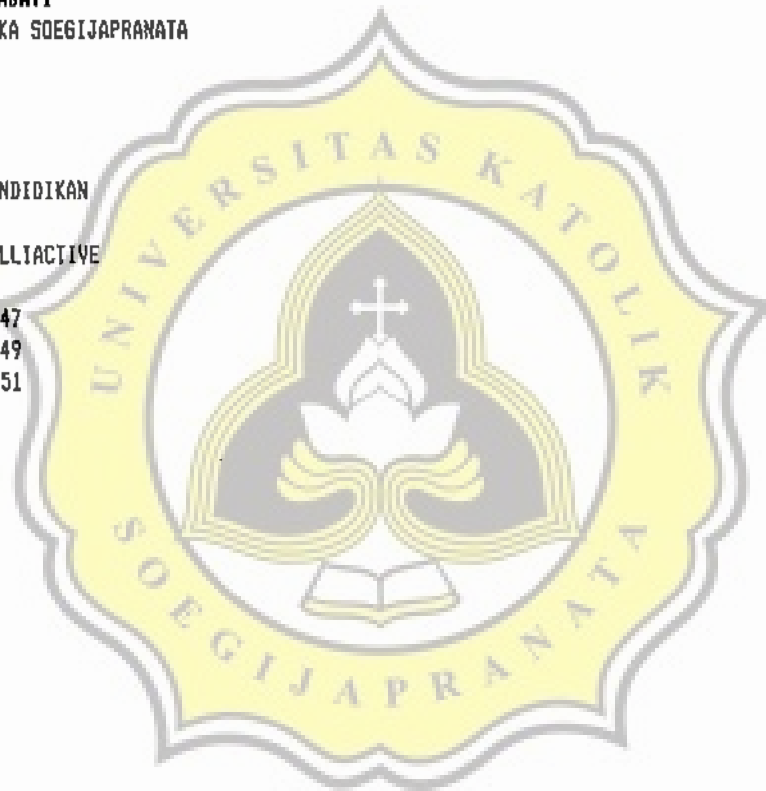 KA SOEGIJAPRANATA
NDIDIKAN
LLIACTIVE
47
49
51
UNIVERSITAS KATOLIK
SOEGIJAPRANATA